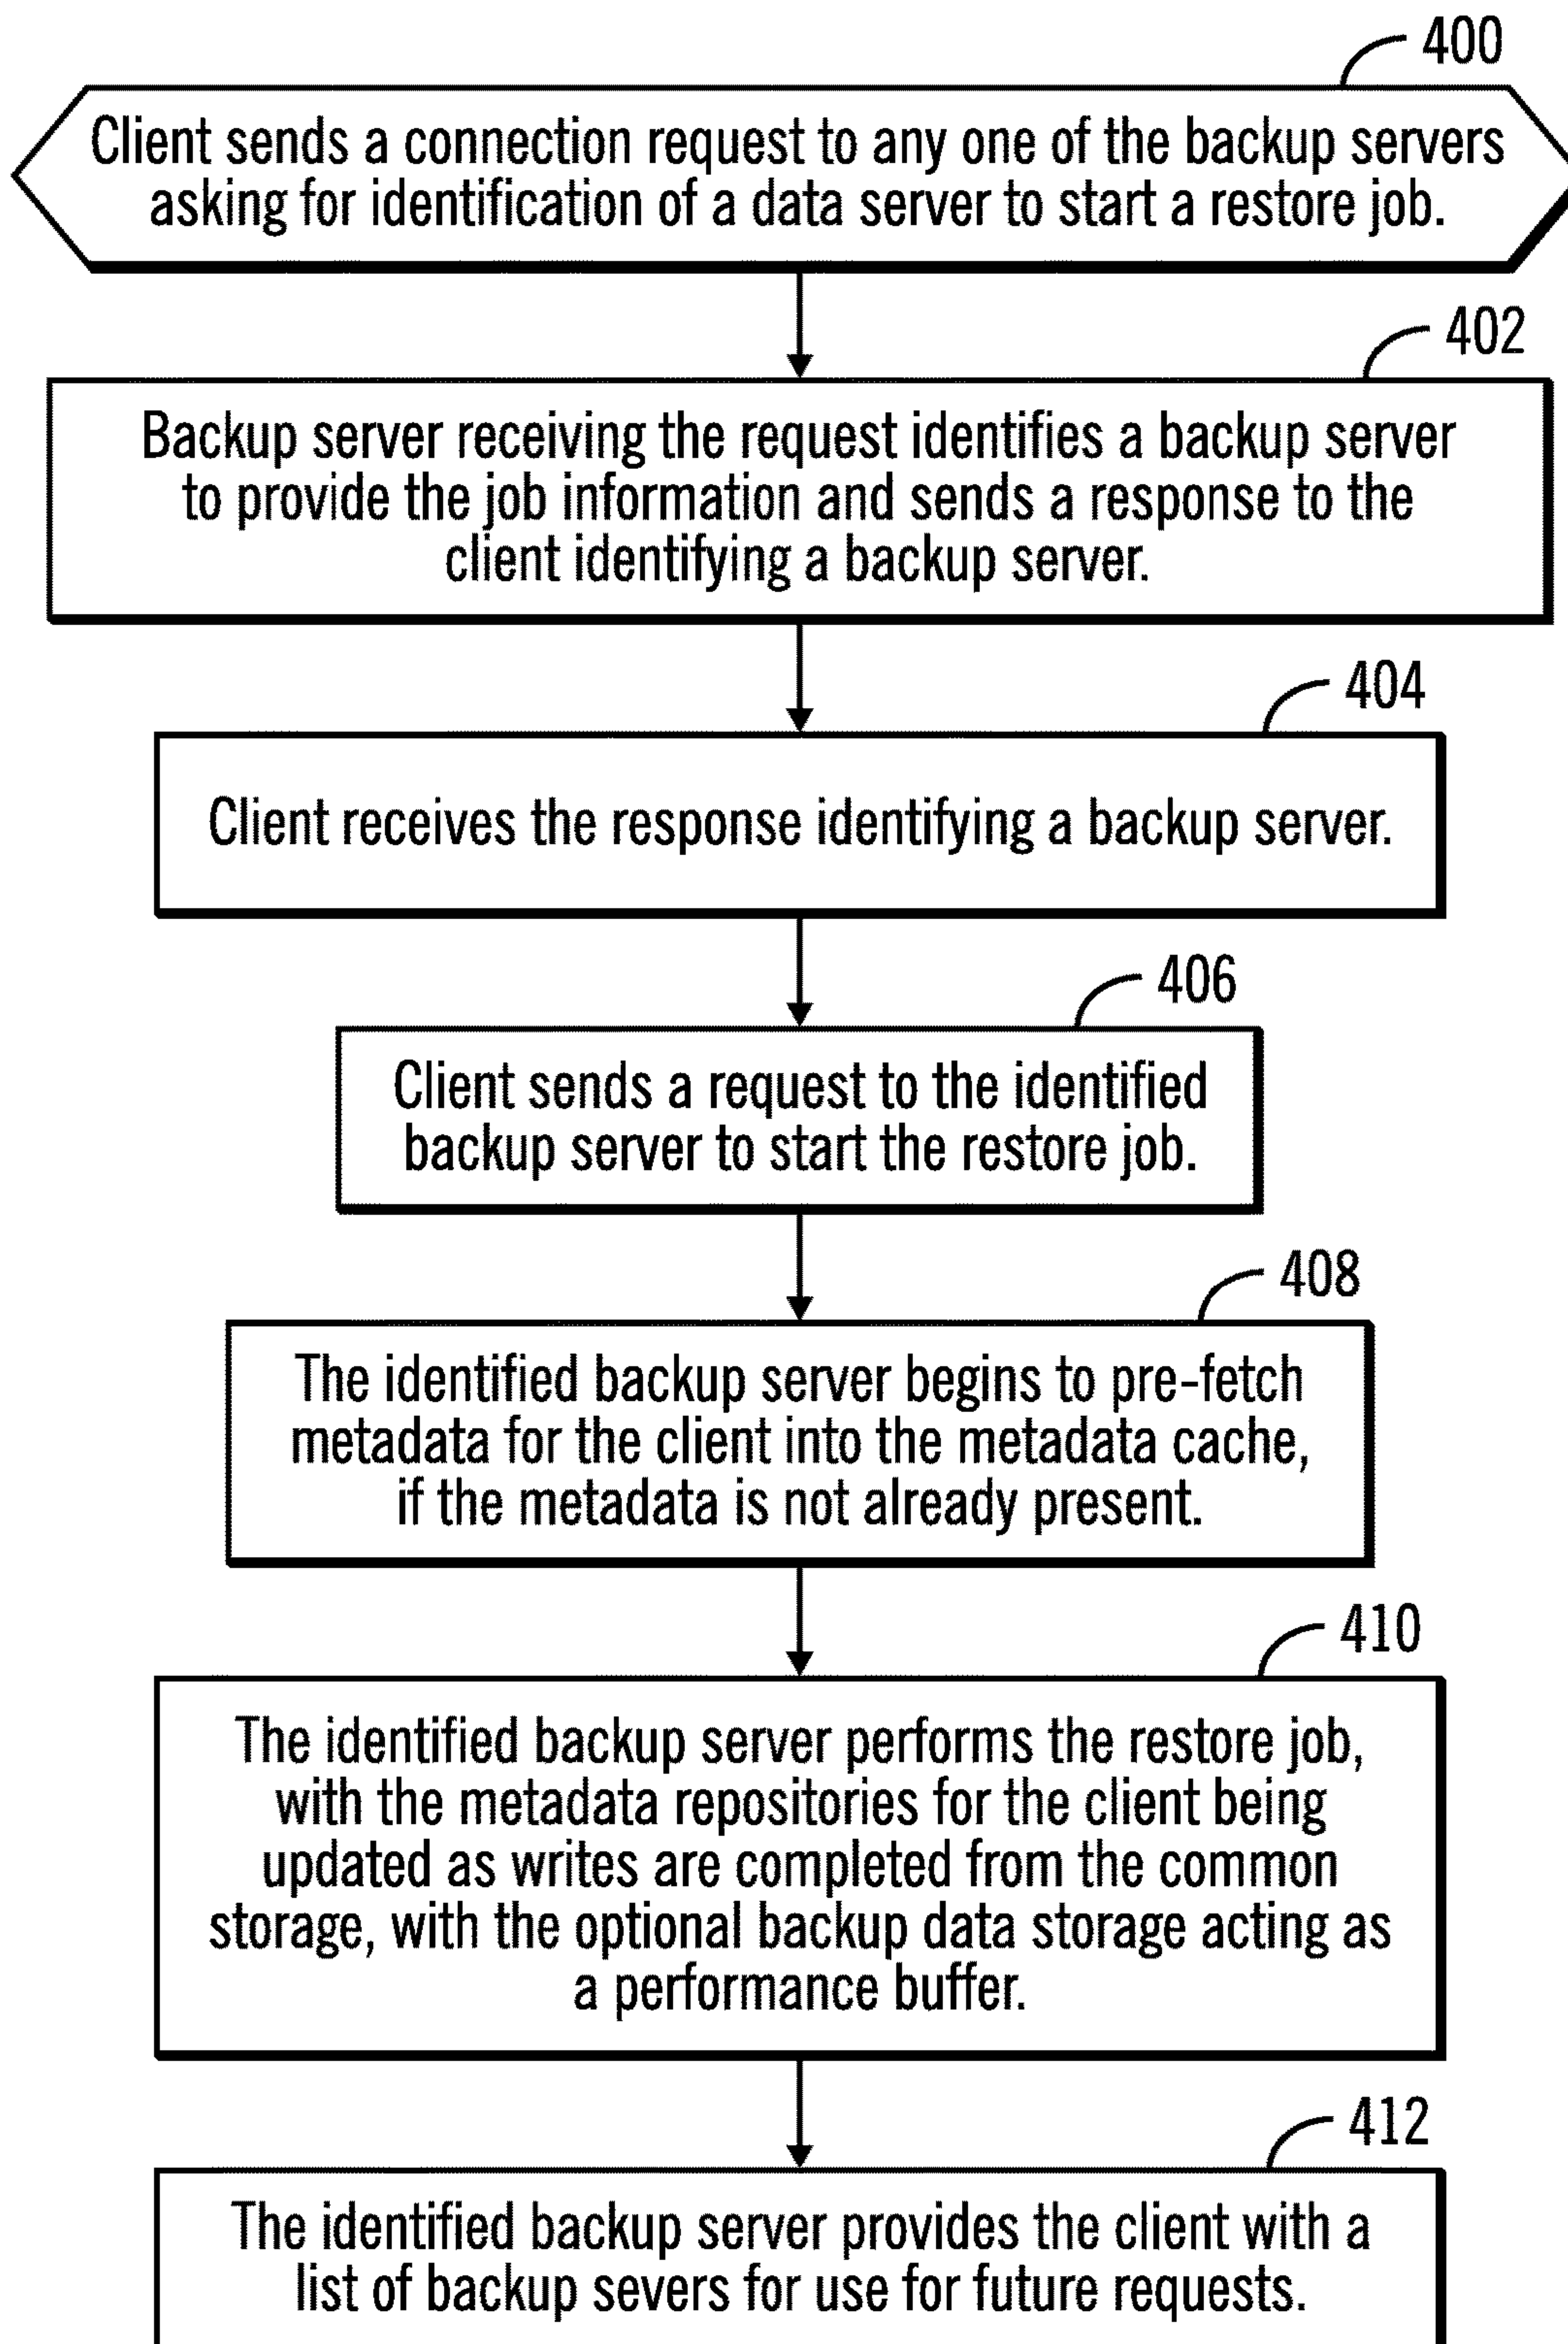 400
Client sends a connection request to any one of the backup servers
asking for identification of a data server to start a restore job.
402
Backup server receiving the request identifies a backup server
to provide the job information and sends a response to the
client identifying a backup server.
404
Client receives the response identifying a backup server.
406
Client sends a request to the identified
backup server to start the restore job.
408
The identified backup server begins to pre-fetch
metadata for the client into the metadata cache,
if the metadata is not already present.
410
The identified backup server performs the restore job,
with the metadata repositories for the client being
updated as writes are completed from the common
storage, with the optional backup data storage acting as
a performance buffer.
412
The identified backup server provides the client with a
list of backup severs for use for future requests.